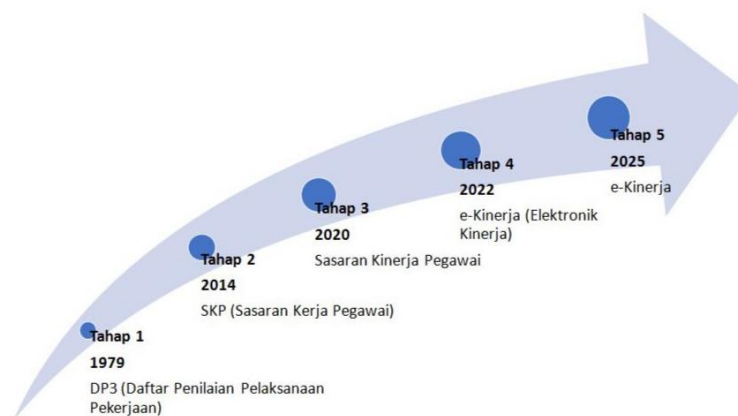 Tahap 1
1979
DP3 (Daftar Penilaian Pelaksanaan
Pekerjaan)
Tahap 2
2014
SKP (Sasaran Kerja Pegawai)
Tahap 3
2020
Sasaran Kinerja Pegawai
Tahap 4
2022
e-Kinerja (Elektronik
Kinerja)
Tahap 5
2025
e-Kinerja